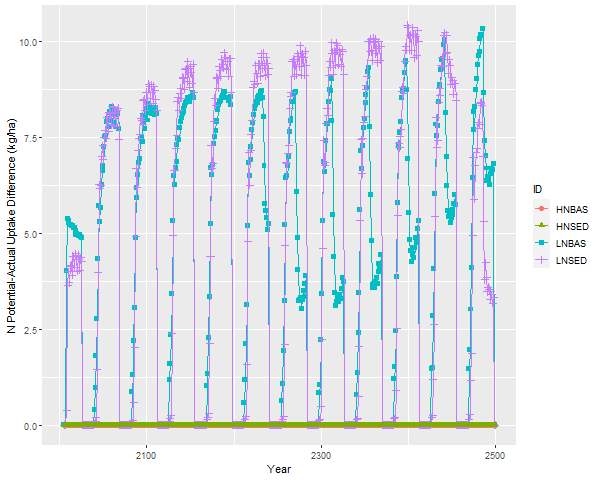 N Potential-Actual Uptake Difference (kg/ha)
10.0
7.5
5.0
2.5
0.0
2100
2300
2500
Year
ID
HNBAS
HNSED
LNBAS
LNSED